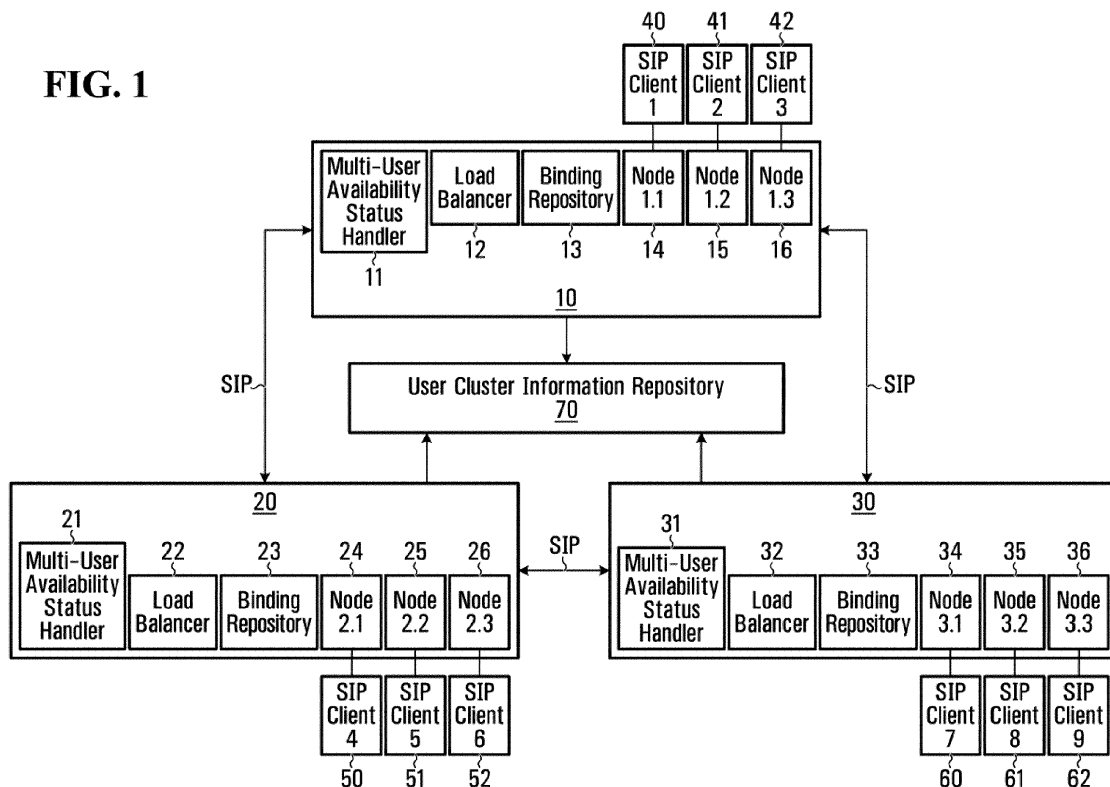 FIG. 1
40 41 42
SIP Client 1
SIP Client 2
SIP Client 3
Multi-User
Availability
Status
Handler
Load
Balancer
Binding
Repository
Node
1.1
Node
1.2
Node
1.3
11 12 13 14 15 16
10
SIP
User Cluster Information Repository
70
SIP
20
21 22 23 24 25 26
Multi-User
Availability
Status
Handler
Load
Balancer
Binding
Repository
Node
2.1
Node
2.2
Node
2.3
SIP
Client
4
SIP
Client
5
SIP
Client
6
50 51 52
SIP
30
31 32 33 34 35 36
Multi-User
Availability
Status
Handler
Load
Balancer
Binding
Repository
Node
3.1
Node
3.2
Node
3.3
SIP
Client
7
SIP
Client
8
SIP
Client
9
60 61 62